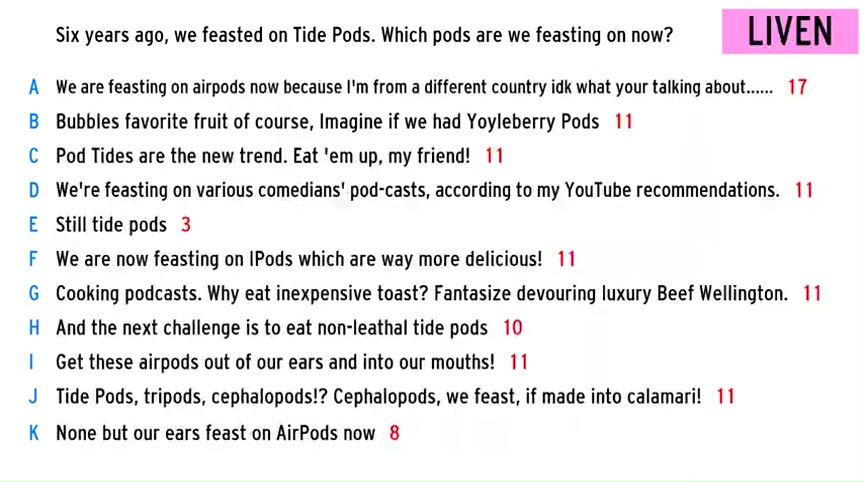 Six years ago, we feasted on Tide Pods. Which pods are we feasting on now?
LIVEN
A We are feasting on airpods now because I'm from a different country idk what your talking about...... 17
B Bubbles favorite fruit of course, Imagine if we had Yoyleberry Pods 11
C Pod Tides are the new trend. Eat 'em up, my friend! 11
D We're feasting on various comedians' pod-casts, according to my YouTube recommendations. 11
E Still tide pods 3
F We are now feasting on IPods which are way more delicious! 11
G Cooking podcasts. Why eat inexpensive toast? Fantasize devouring luxury Beef Wellington. 11
H And the next challenge is to eat non-leathal tide pods 10
I Get these airpods out of our ears and into our mouths! 11
J Tide Pods, tripods, cephalopods!? Cephalopods, we feast, if made into calamari! 11
K None but our ears feast on AirPods now 8